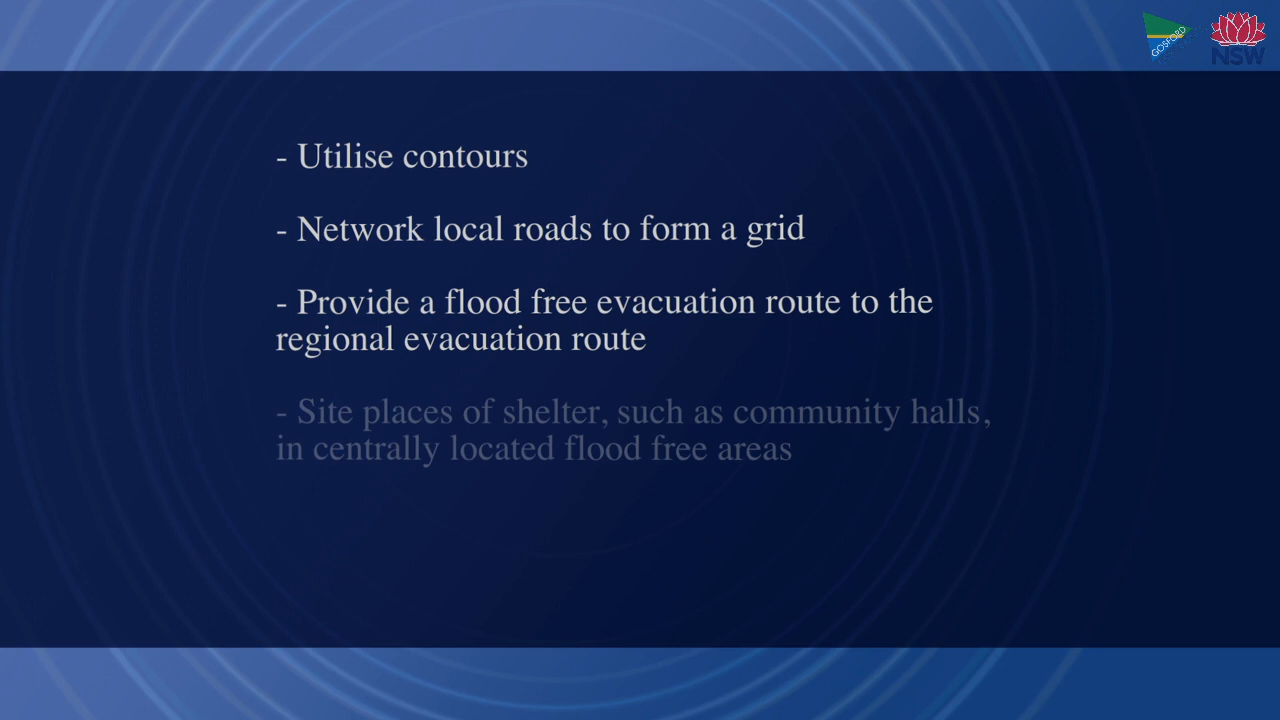 GOSFORD
NSW
- Utilise contours
- Network local roads to form a grid
- Provide a flood free evacuation route to the
regional evacuation route
- Site places of shelter, such as community halls,
in centrally located flood free areas